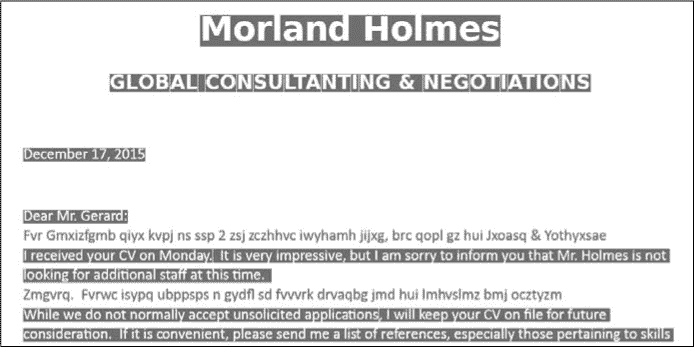 Morland Holmes
GLOBAL CONSULTANTING & NEGOTIATIONS
December 17, 2015
Dear Mr. Gerard:
Fvr Gmxizfgmb qiyx kvpj ns ssp 2 zsj zczhhvc iwyhamh jijxg, brc qopl gz hui Jxoasq & Yothyxsae
I received your CV on Monday.  It is very impressive, but I am sorry to inform you that Mr. Holmes is not
looking for additional staff at this time.
Zmgvrq.  Fvrwc isypq ubppsps n gydfl sd fvvvrk drvaqbg jmd hui lmhvslmz bmj ocztyzm
While we do not normally accept unsolicited applications, I will keep your CV on file for future
consideration.  If it is convenient, please send me a list of references, especially those pertaining to skills